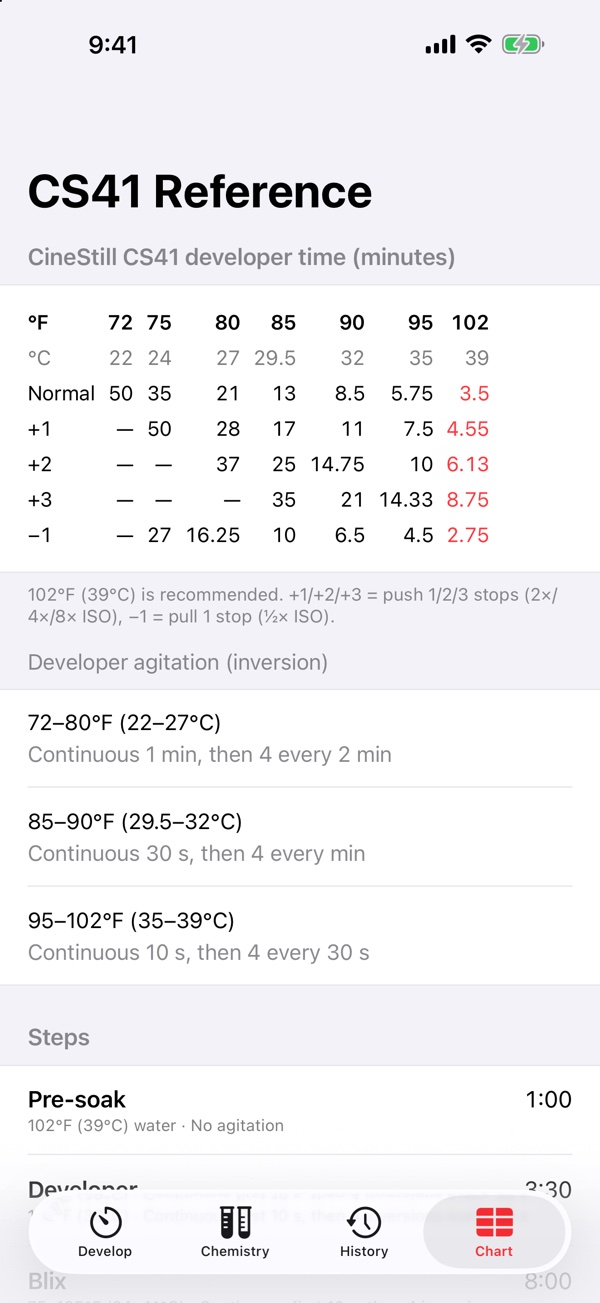 9:41
CS41 Reference
CineStill CS41 developer time (minutes)
°F 72 75 80 85 90 95 102
°C 22 24 27 29.5 32 35 39
Normal 50 35 21 13 8.5 5.75 3.5
+1 — 50 28 17 11 7.5 4.55
+2 — — 37 25 14.75 10 6.13
+3 — — — 35 21 14.33 8.75
−1 — 27 16.25 10 6.5 4.5 2.75
102°F (39°C) is recommended. +1/+2/+3 = push 1/2/3 stops (2×/
4×/8× ISO), −1 = pull 1 stop (½× ISO).
Developer agitation (inversion)
72–80°F (22–27°C)
Continuous 1 min, then 4 every 2 min
85–90°F (29.5–32°C)
Continuous 30 s, then 4 every min
95–102°F (35–39°C)
Continuous 10 s, then 4 every 30 s
Steps
Pre-soak 1:00
102°F (39°C) water · No agitation
Developer 3:30
Develop Chemistry History Chart
Blix 8:00